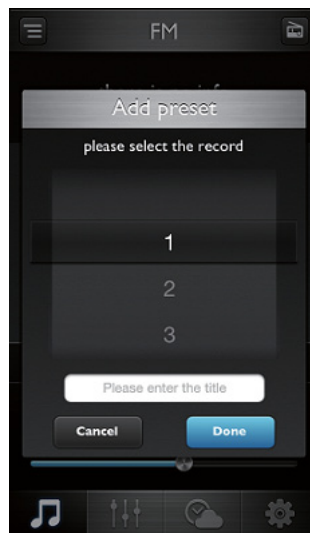 FM
Add preset
please select the record
1
2
3
Please enter the title
Cancel
Done